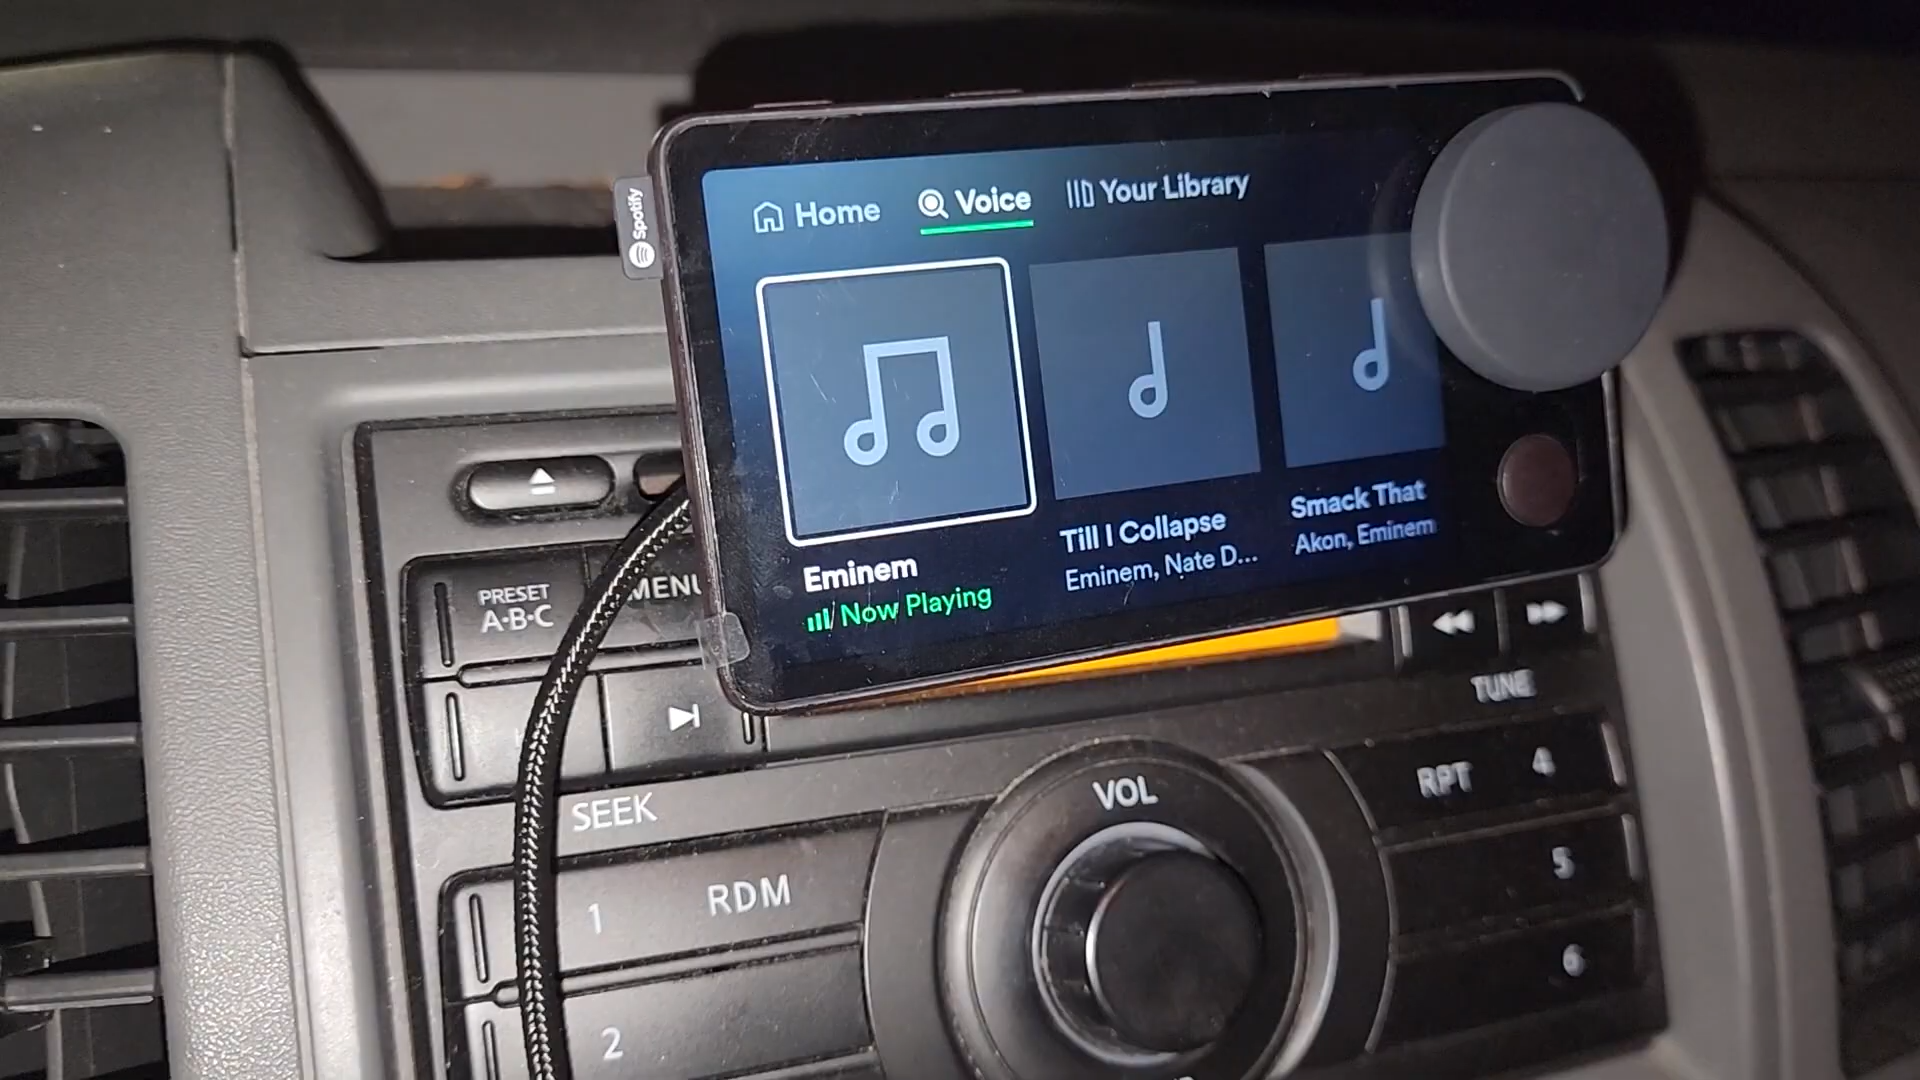 Spotify
Home
Voice
Your Library
Eminem
Now Playing
Till I Collapse
Eminem, Nate D...
Smack That
Akon, Eminem
PRESET
A·B·C
MENU
TUNE
SEEK
VOL
RPT 4
1 RDM
5
2
6